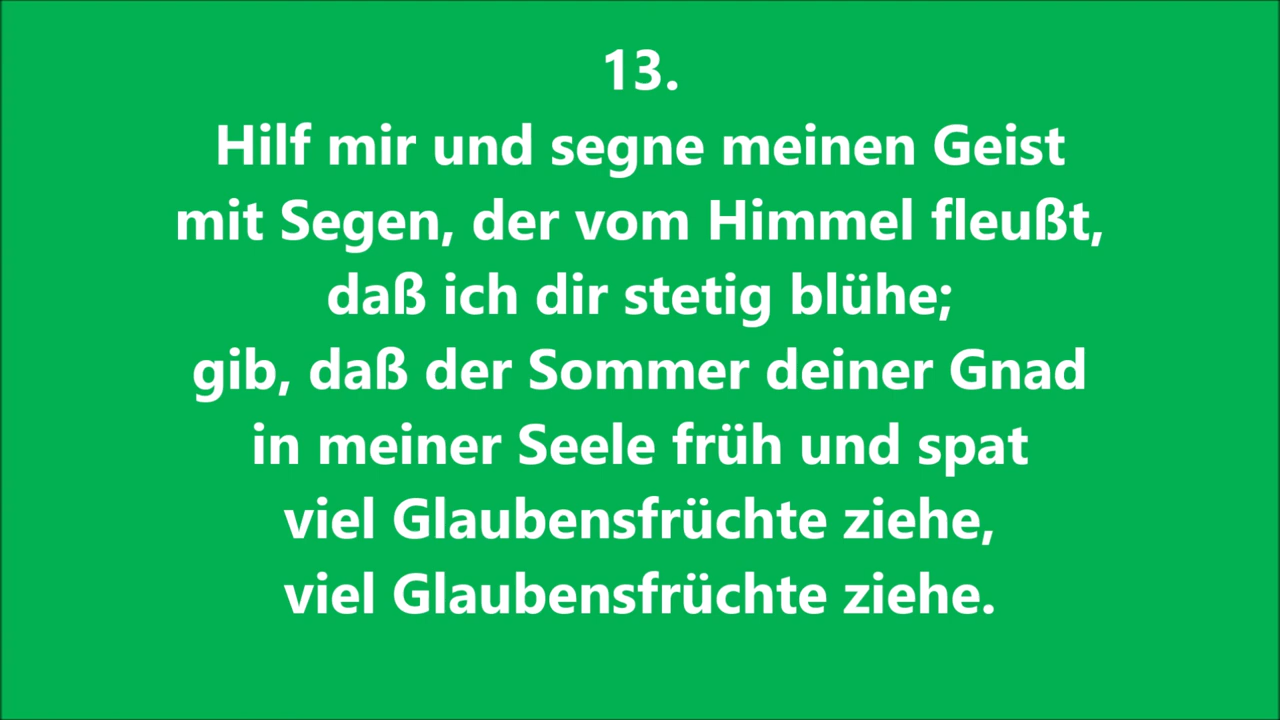 13.
Hilf mir und segne meinen Geist
mit Segen, der vom Himmel fleußt,
daß ich dir stetig blühe;
gib, daß der Sommer deiner Gnad
in meiner Seele früh und spat
viel Glaubensfrüchte ziehe,
viel Glaubensfrüchte ziehe.